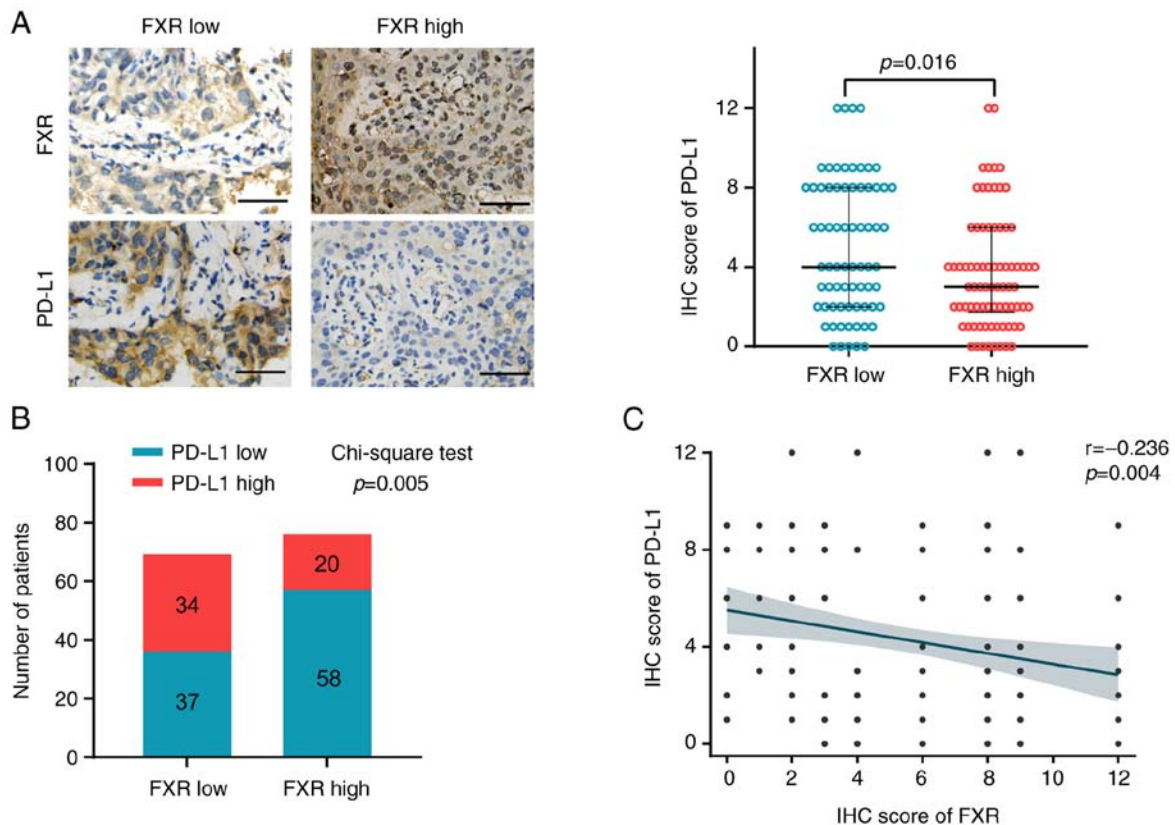 A
FXR low
FXR high
FXR
PD-L1
p=0.016
IHC score of PD-L1
12
8
4
0
FXR low
FXR high
B
PD-L1 low
PD-L1 high
Chi-square test
p=0.005
Number of patients
100
80
60
40
20
0
34
37
20
58
FXR low
FXR high
C
r=−0.236
p=0.004
IHC score of PD-L1
12
8
4
0
0 2 4 6 8 10 12
IHC score of FXR